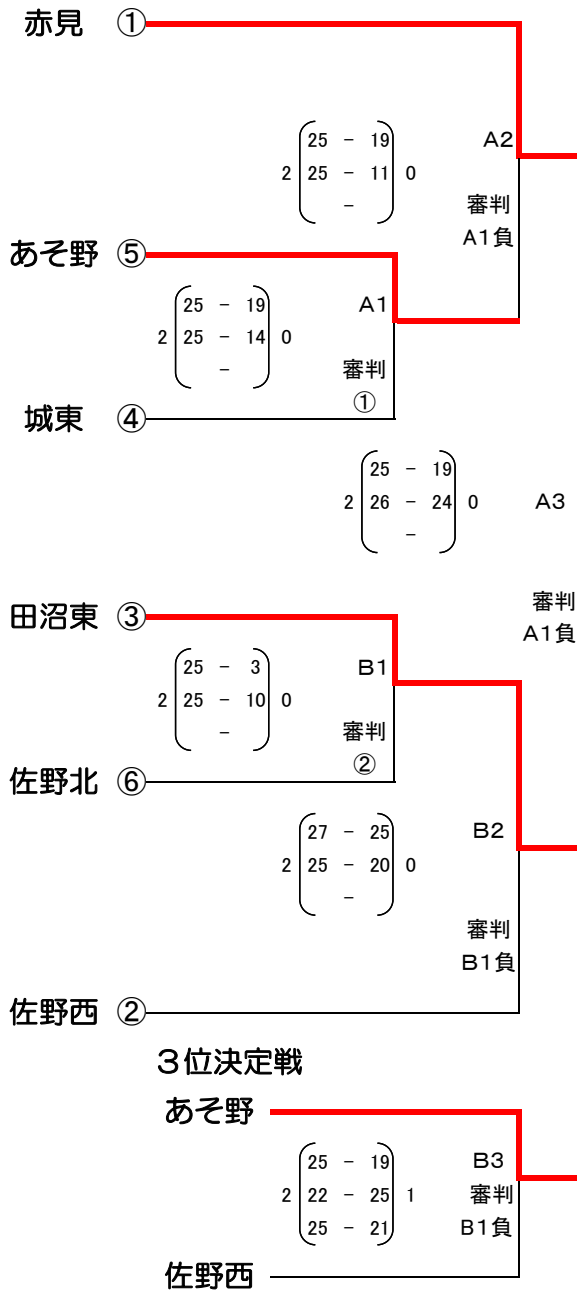 赤見 ①
25 - 19 A2
2 25 - 11 0
- 審判
A1負
あそ野 ⑤
25 - 19 A1
2 25 - 14 0
- 審判
①
城東 ④
25 - 19
2 26 - 24 0 A3
-
審判
A1負
田沼東 ③
25 - 3 B1
2 25 - 10 0
- 審判
②
佐野北 ⑥
27 - 25 B2
2 25 - 20 0
-
審判
B1負
佐野西 ②
3位決定戦
あそ野
25 - 19 B3
2 22 - 25 1 審判
25 - 21 B1負
佐野西